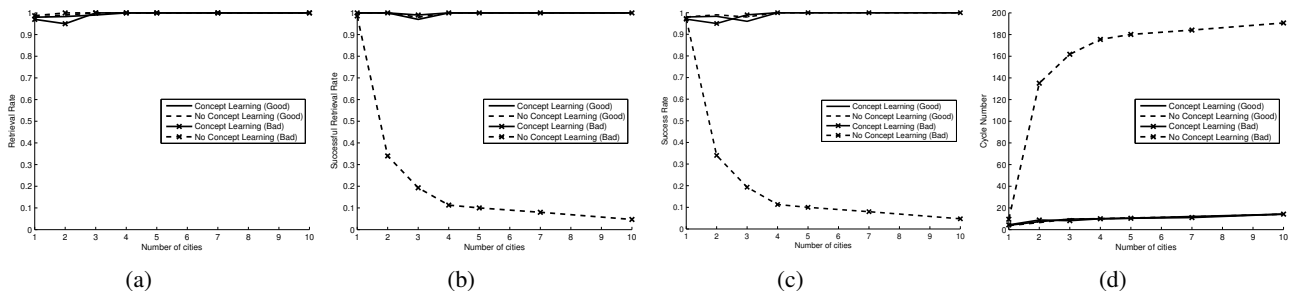 1
0.9
0.8
0.7
0.6
0.5
0.4
0.3
0.2
0.1
0
Retrieval Rate
Concept Learning (Good)
No Concept Learning (Good)
Concept Learning (Bad)
No Concept Learning (Bad)
1 2 3 4 5 6 7 8 9 10
Number of cities
(a)
1
0.9
0.8
0.7
0.6
0.5
0.4
0.3
0.2
0.1
0
Successful Retrieval Rate
Concept Learning (Good)
No Concept Learning (Good)
Concept Learning (Bad)
No Concept Learning (Bad)
1 2 3 4 5 6 7 8 9 10
Number of cities
(b)
1
0.9
0.8
0.7
0.6
0.5
0.4
0.3
0.2
0.1
0
Success Rate
Concept Learning (Good)
No Concept Learning (Good)
Concept Learning (Bad)
No Concept Learning (Bad)
1 2 3 4 5 6 7 8 9 10
Number of cities
(c)
200
180
160
140
120
100
80
60
40
20
0
Cycle Number
Concept Learning (Good)
No Concept Learning (Good)
Concept Learning (Bad)
No Concept Learning (Bad)
1 2 3 4 5 6 7 8 9 10
Number of cities
(d)